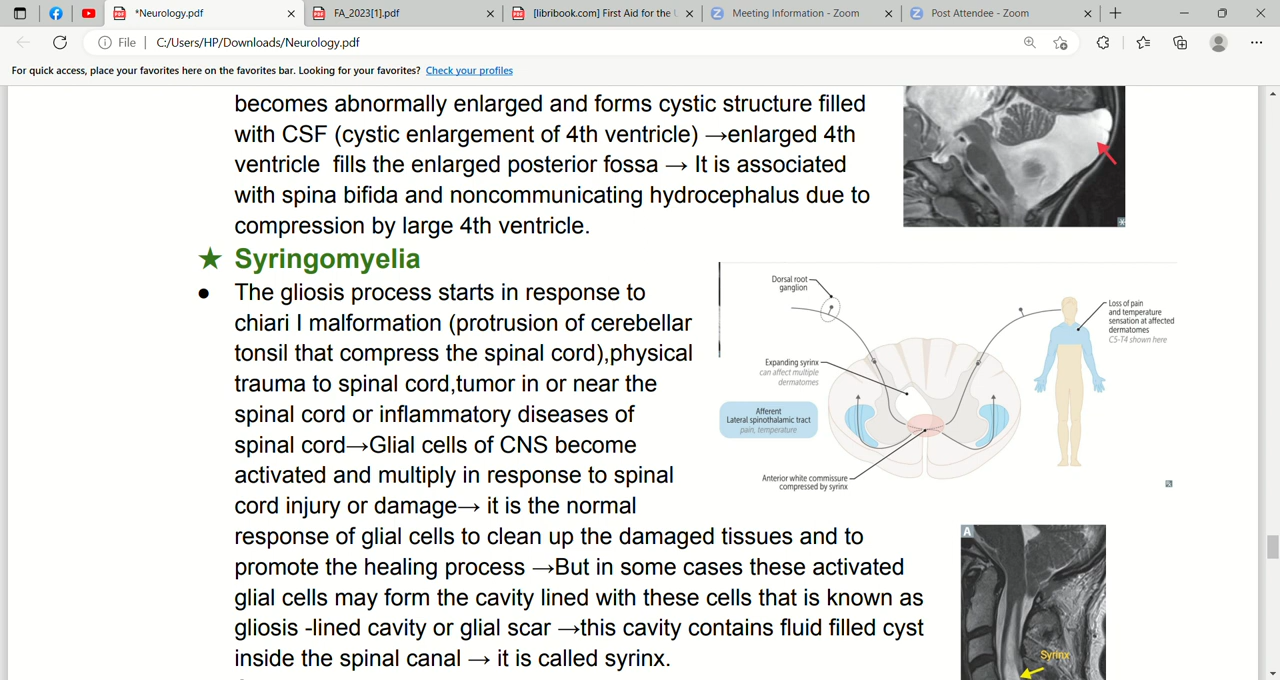 *Neurology.pdf
FA_2023[1].pdf
[libribook.com] First Aid for the
Meeting Information - Zoom
Post Attendee - Zoom
File
C:/Users/HP/Downloads/Neurology.pdf
For quick access, place your favorites here on the favorites bar. Looking for your favorites? Check your profiles
becomes abnormally enlarged and forms cystic structure filled
with CSF (cystic enlargement of 4th ventricle) →enlarged 4th
ventricle fills the enlarged posterior fossa → It is associated
with spina bifida and noncommunicating hydrocephalus due to
compression by large 4th ventricle.
★ Syringomyelia
● The gliosis process starts in response to
chiari I malformation (protrusion of cerebellar
tonsil that compress the spinal cord),physical
trauma to spinal cord,tumor in or near the
spinal cord or inflammatory diseases of
spinal cord→Glial cells of CNS become
activated and multiply in response to spinal
cord injury or damage→ it is the normal
response of glial cells to clean up the damaged tissues and to
promote the healing process →But in some cases these activated
glial cells may form the cavity lined with these cells that is known as
gliosis -lined cavity or glial scar →this cavity contains fluid filled cyst
inside the spinal canal → it is called syrinx.
Dorsal root
ganglion
Expanding syrinx
can affect multiple
dermatomes
Afferent
Lateral spinothalamic tract
pain, temperature
Anterior white commissure
compressed by syrinx
Loss of pain
and temperature
sensation at affected
dermatomes
C5-T4 shown here
A
Syrinx